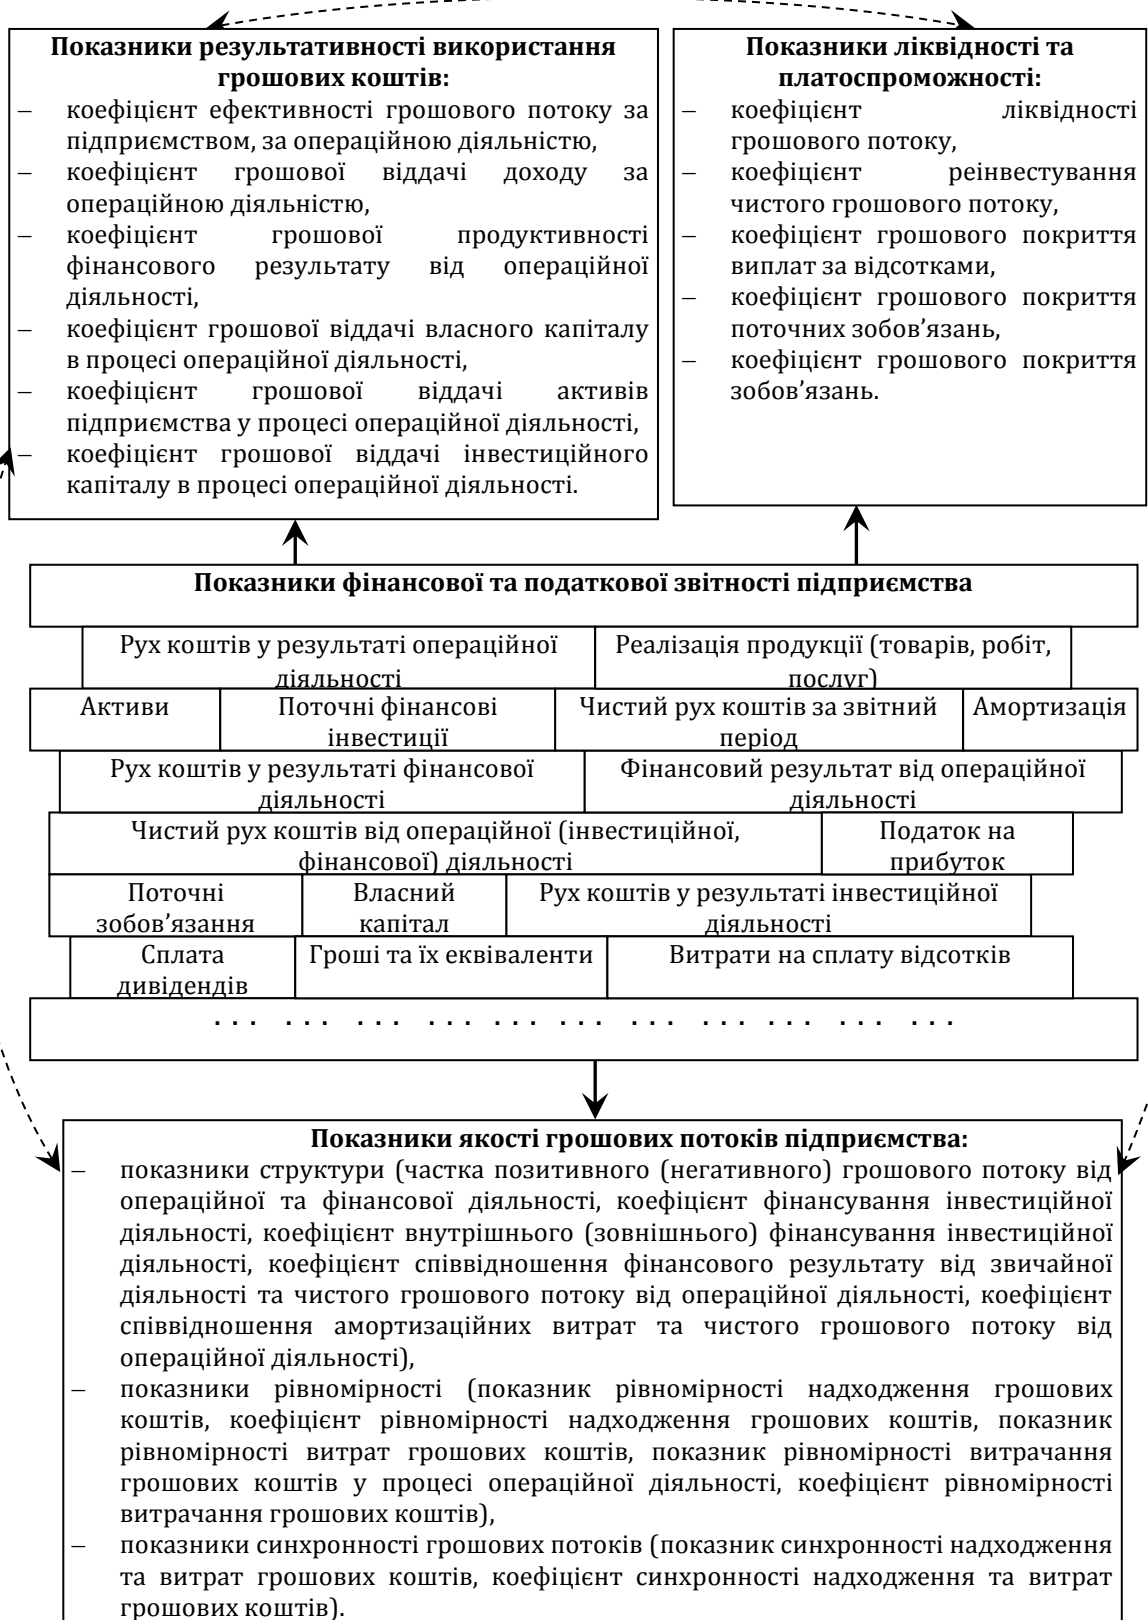 Показники результативності використання
грошових коштів:
– коефіцієнт ефективності грошового потоку за
підприємством, за операційною діяльністю,
– коефіцієнт грошової віддачі доходу за
операційною діяльністю,
– коефіцієнт грошової продуктивності
фінансового результату від операційної
діяльності,
– коефіцієнт грошової віддачі власного капіталу
в процесі операційної діяльності,
– коефіцієнт грошової віддачі активів
підприємства у процесі операційної діяльності,
– коефіцієнт грошової віддачі інвестиційного
капіталу в процесі операційної діяльності.
Показники ліквідності та
платоспроможності:
– коефіцієнт ліквідності
грошового потоку,
– коефіцієнт реінвестування
чистого грошового потоку,
– коефіцієнт грошового покриття
виплат за відсотками,
– коефіцієнт грошового покриття
поточних зобов’язань,
– коефіцієнт грошового покриття
зобов’язань.
Показники фінансової та податкової звітності підприємства
Рух коштів у результаті операційної
діяльності
Реалізація продукції (товарів, робіт,
послуг)
Активи
Поточні фінансові
інвестиції
Чистий рух коштів за звітний
період
Амортизація
Рух коштів у результаті фінансової
діяльності
Фінансовий результат від операційної
діяльності
Чистий рух коштів від операційної (інвестиційної,
фінансової) діяльності
Податок на
прибуток
Поточні
зобов’язання
Власний
капітал
Рух коштів у результаті інвестиційної
діяльності
Сплата
дивідендів
Гроші та їх еквіваленти
Витрати на сплату відсотків
. . . . . . . . . . . . . . . . . . . . . . . . . . . . . . . . .
Показники якості грошових потоків підприємства:
– показники структури (частка позитивного (негативного) грошового потоку від
операційної та фінансової діяльності, коефіцієнт фінансування інвестиційної
діяльності, коефіцієнт внутрішнього (зовнішнього) фінансування інвестиційної
діяльності, коефіцієнт співвідношення фінансового результату від звичайної
діяльності та чистого грошового потоку від операційної діяльності, коефіцієнт
співвідношення амортизаційних витрат та чистого грошового потоку від
операційної діяльності),
– показники рівномірності (показник рівномірності надходження грошових
коштів, коефіцієнт рівномірності надходження грошових коштів, показник
рівномірності витрат грошових коштів, показник рівномірності витрачання
грошових коштів у процесі операційної діяльності, коефіцієнт рівномірності
витрачання грошових коштів),
– показники синхронності грошових потоків (показник синхронності надходження
та витрат грошових коштів, коефіцієнт синхронності надходження та витрат
грошових коштів).